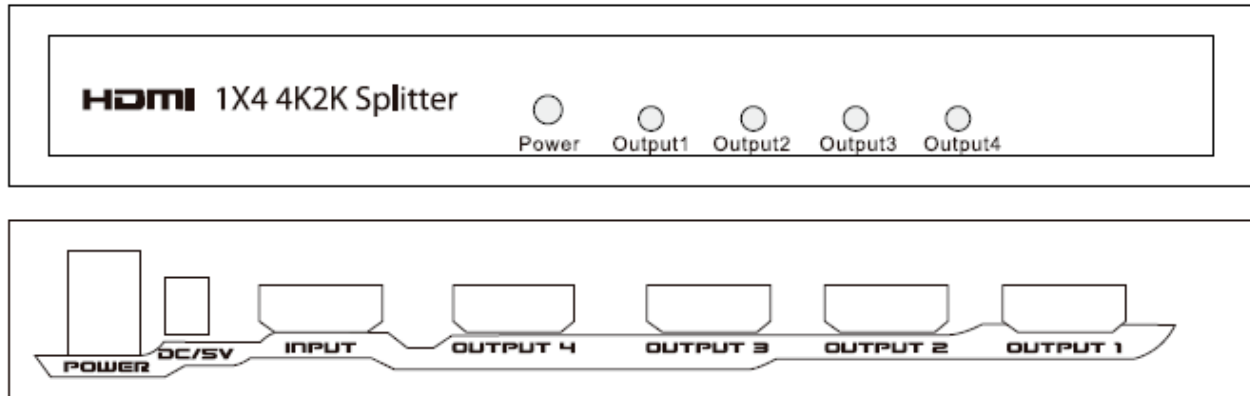 HDMI 1X4 4K2K Splitter
Power Output1 Output2 Output3 Output4
POWER DC/5V INPUT OUTPUT 4 OUTPUT 3 OUTPUT 2 OUTPUT 1